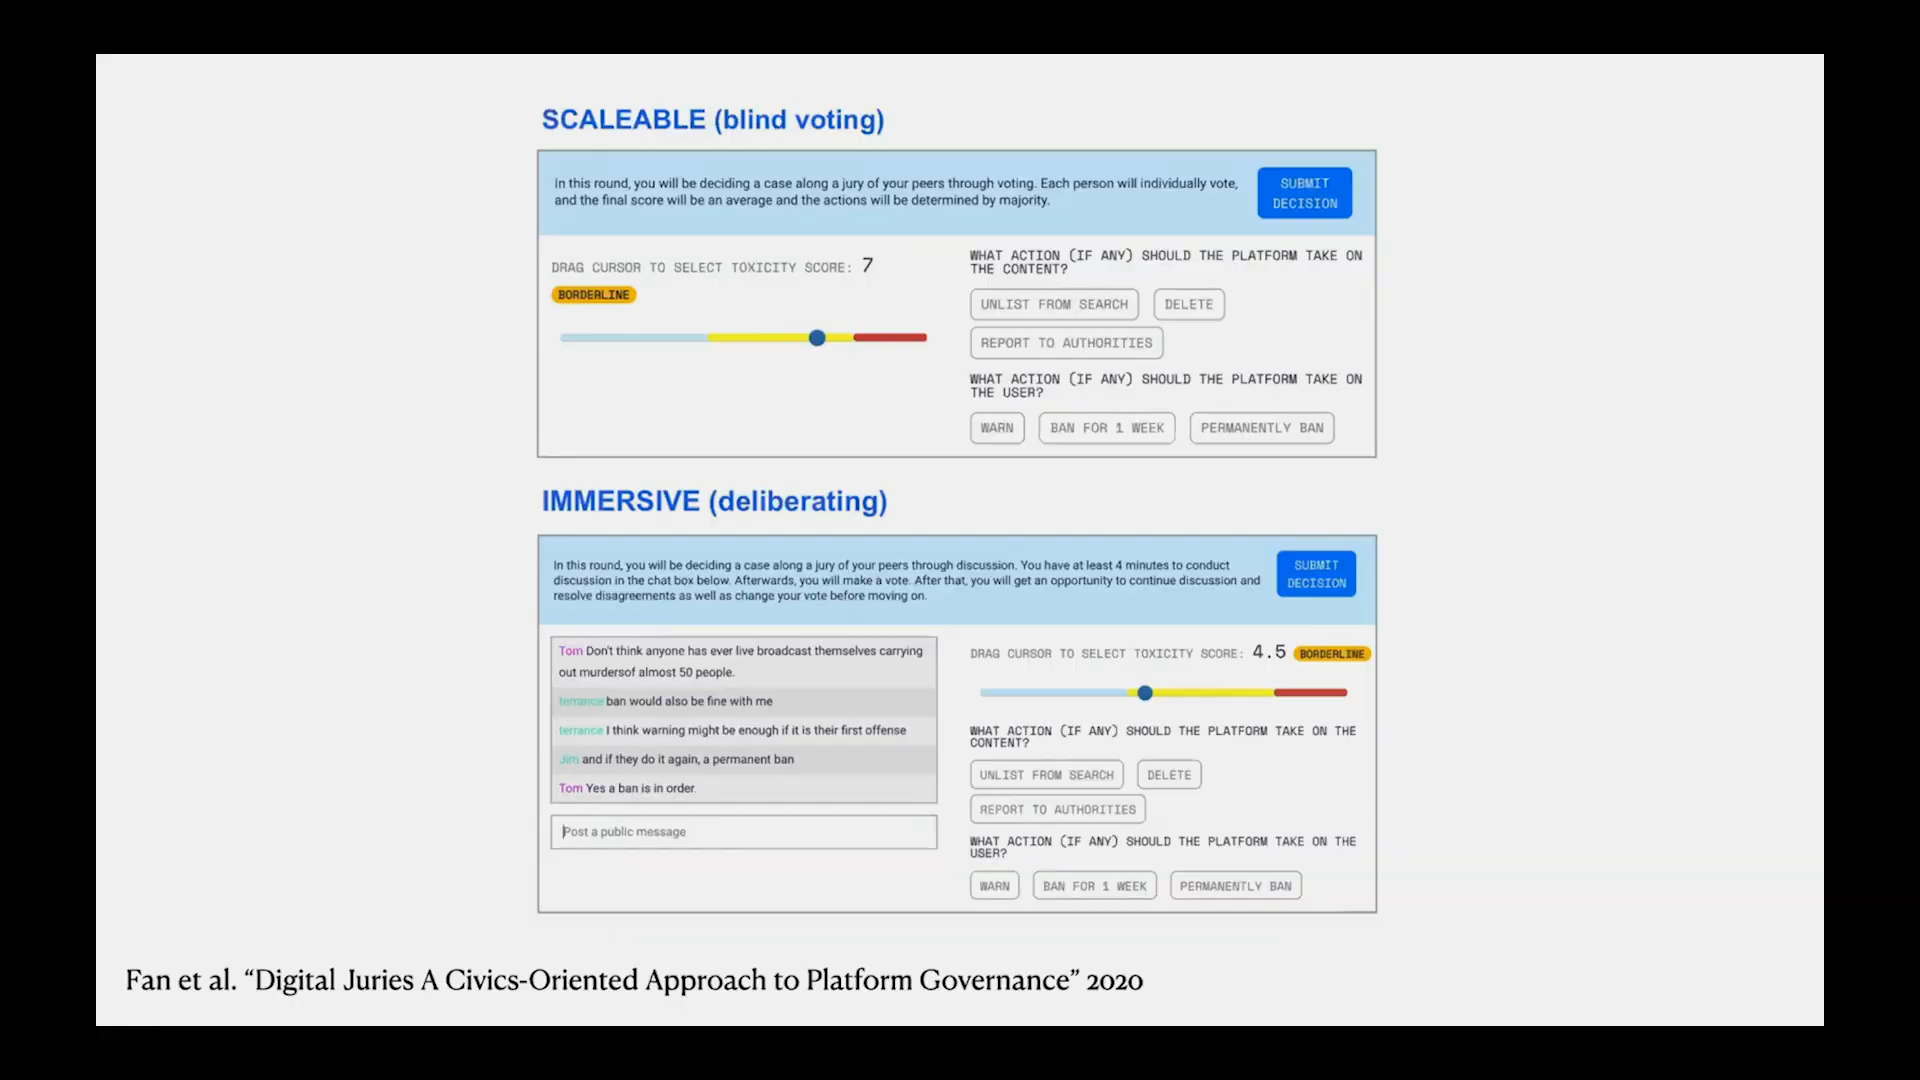 SCALEABLE (blind voting)
In this round, you will be deciding a case along a jury of your peers through voting. Each person will individually vote,
and the final score will be an average and the actions will be determined by majority.
SUBMIT
DECISION
DRAG CURSOR TO SELECT TOXICITY SCORE: 7
BORDERLINE
WHAT ACTION (IF ANY) SHOULD THE PLATFORM TAKE ON
THE CONTENT?
UNLIST FROM SEARCH DELETE
REPORT TO AUTHORITIES
WHAT ACTION (IF ANY) SHOULD THE PLATFORM TAKE ON
THE USER?
WARN BAN FOR 1 WEEK PERMANENTLY BAN
IMMERSIVE (deliberating)
In this round, you will be deciding a case along a jury of your peers through discussion. You have at least 4 minutes to conduct
discussion in the chat box below. Afterwards, you will make a vote. After that, you will get an opportunity to continue discussion and
resolve disagreements as well as change your vote before moving on.
SUBMIT
DECISION
Tom Don't think anyone has ever live broadcast themselves carrying
out murdersof almost 50 people.
terrance ban would also be fine with me
terrance I think warning might be enough if it is their first offense
Jim and if they do it again, a permanent ban
Tom Yes a ban is in order.
Post a public message
DRAG CURSOR TO SELECT TOXICITY SCORE: 4.5 BORDERLINE
WHAT ACTION (IF ANY) SHOULD THE PLATFORM TAKE ON THE
CONTENT?
UNLIST FROM SEARCH DELETE
REPORT TO AUTHORITIES
WHAT ACTION (IF ANY) SHOULD THE PLATFORM TAKE ON THE
USER?
WARN BAN FOR 1 WEEK PERMANENTLY BAN
Fan et al. “Digital Juries A Civics-Oriented Approach to Platform Governance” 2020